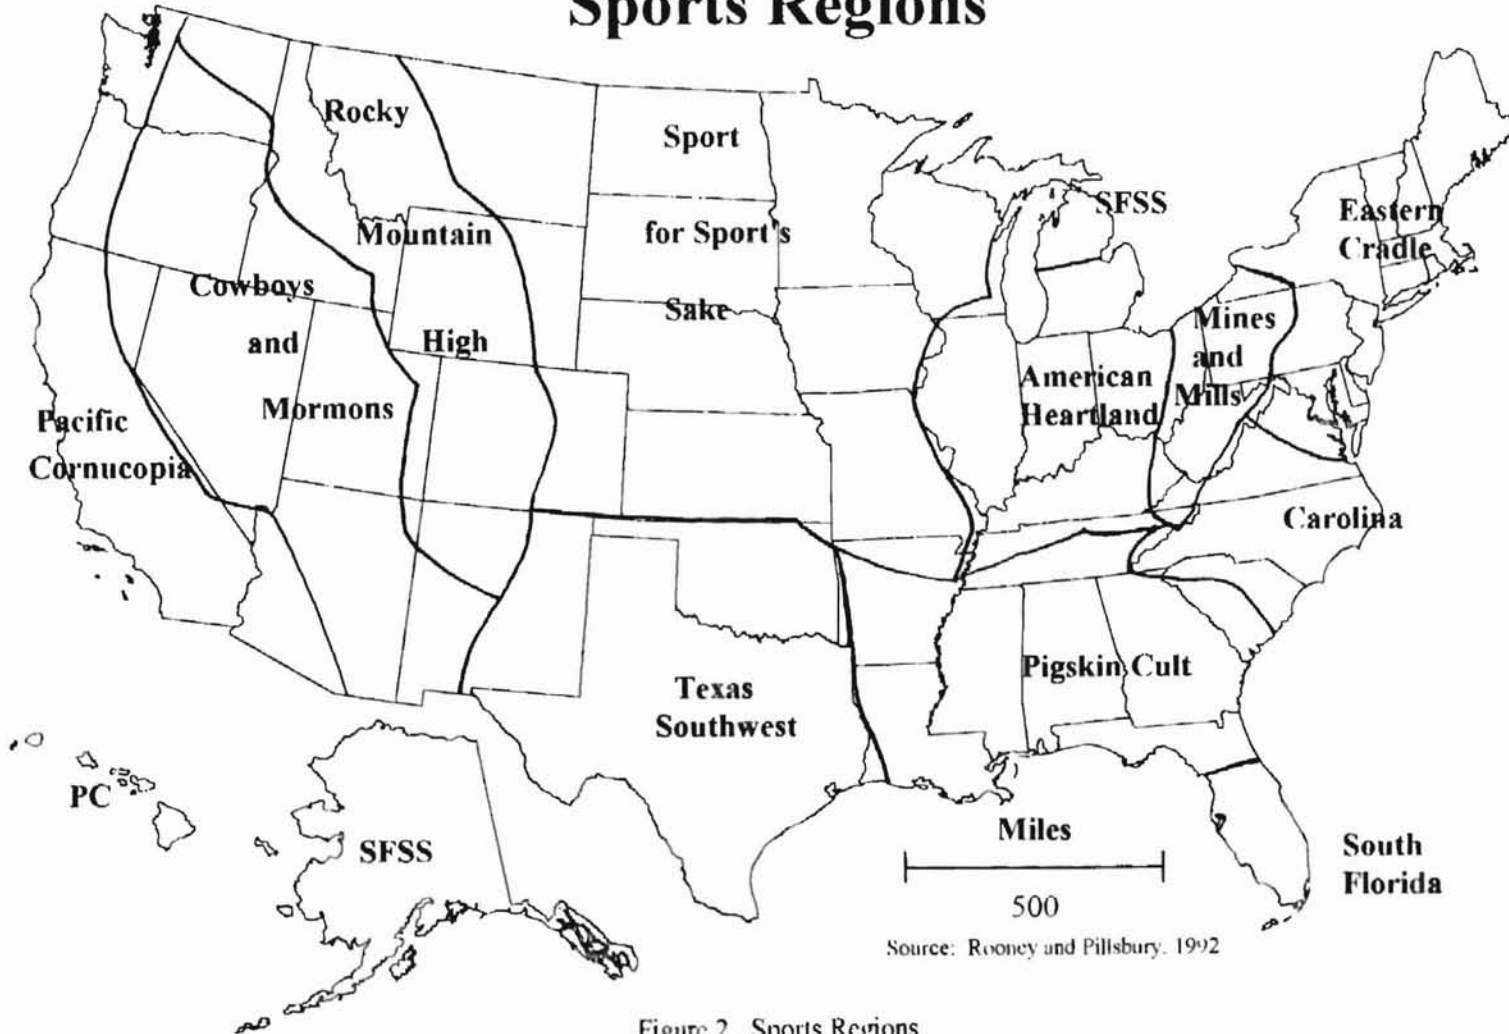 Sports Regions
Rocky
Mountain
High
Sport
for Sport's
Sake
SFSS
Eastern
Cradle
Cowboys
and
Mormons
Mines
and
Mills
American
Heartland
Pacific
Cornucopia
Carolina
Pigskin Cult
Texas
Southwest
PC
SFSS
Miles
500
South
Florida
Source: Rooney and Pillsbury. 1992
Figure 2. Sports Regions